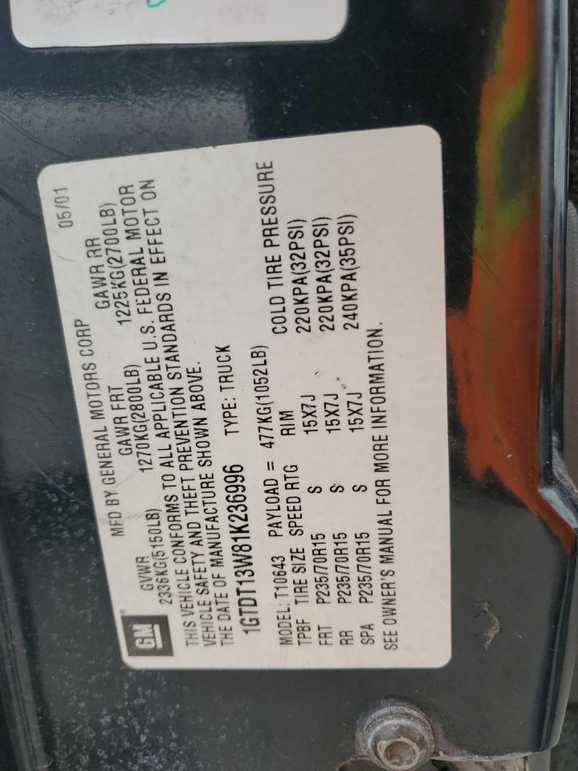 GM
MFD BY GENERAL MOTORS CORP 05/01
GVWR GAWR FRT GAWR RR
2336KG(5150LB) 1270KG(2800LB) 1225KG(2700LB)
THIS VEHICLE CONFORMS TO ALL APPLICABLE U.S. FEDERAL MOTOR
VEHICLE SAFETY AND THEFT PREVENTION STANDARDS IN EFFECT ON
THE DATE OF MANUFACTURE SHOWN ABOVE.
1GTDT13W81K236996 TYPE: TRUCK
MODEL: T10643 PAYLOAD = 477KG(1052LB)
TPBF TIRE SIZE SPEED RTG RIM COLD TIRE PRESSURE
FRT P235/70R15 S 15X7J 220KPA(32PSI)
RR P235/70R15 S 15X7J 220KPA(32PSI)
SPA P235/70R15 S 15X7J 240KPA(35PSI)
SEE OWNER'S MANUAL FOR MORE INFORMATION.